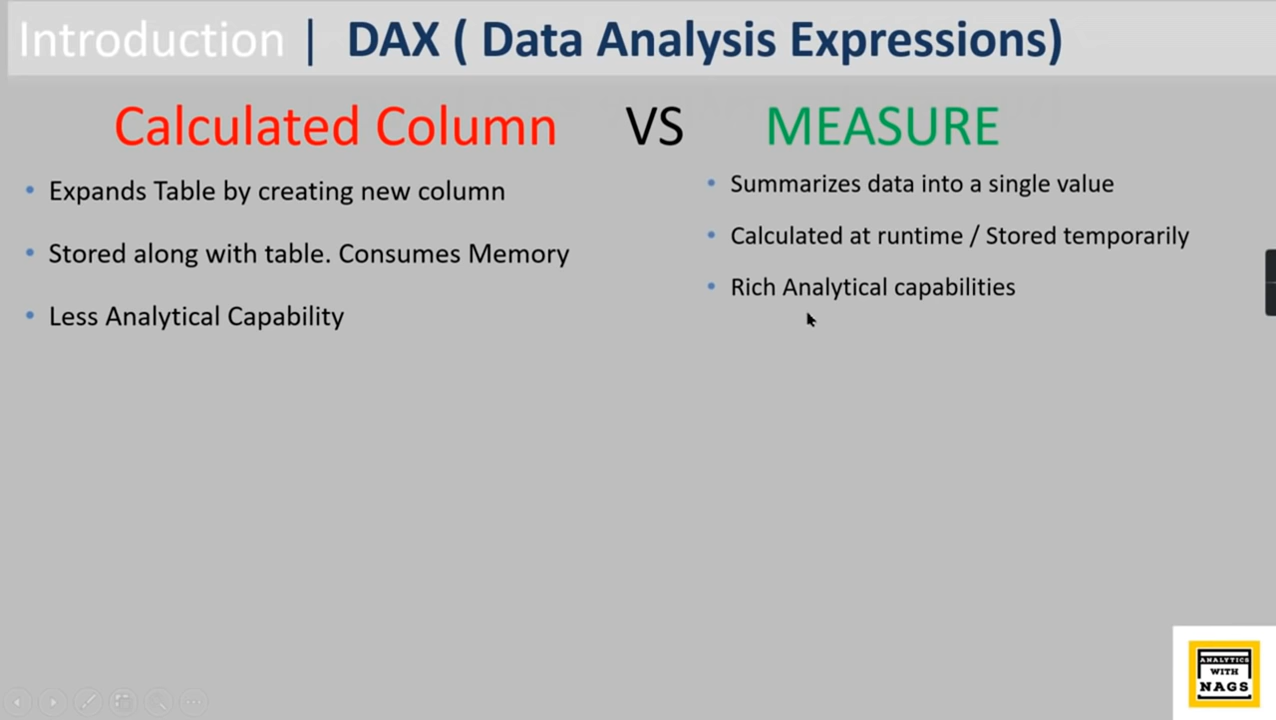 Introduction | DAX ( Data Analysis Expressions)
Calculated Column VS MEASURE
• Expands Table by creating new column
• Stored along with table. Consumes Memory
• Less Analytical Capability
• Summarizes data into a single value
• Calculated at runtime / Stored temporarily
• Rich Analytical capabilities
ANALYTICS
WITH
NAGS